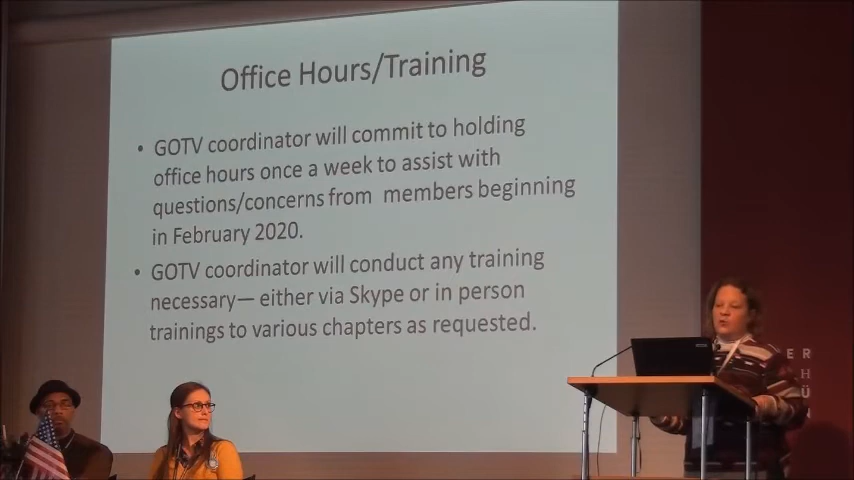 Office Hours/Training
• GOTV coordinator will commit to holding
office hours once a week to assist with
questions/concerns from members beginning
in February 2020.
• GOTV coordinator will conduct any training
necessary— either via Skype or in person
trainings to various chapters as requested.
ER
H
Ü
N